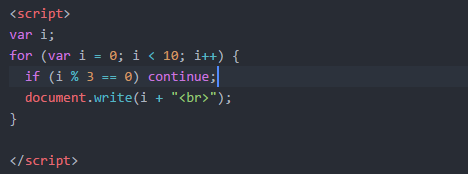 <script>
var i;
for (var i = 0; i < 10; i++) {
  if (i % 3 == 0) continue;
  document.write(i + "<br>");
}

</script>